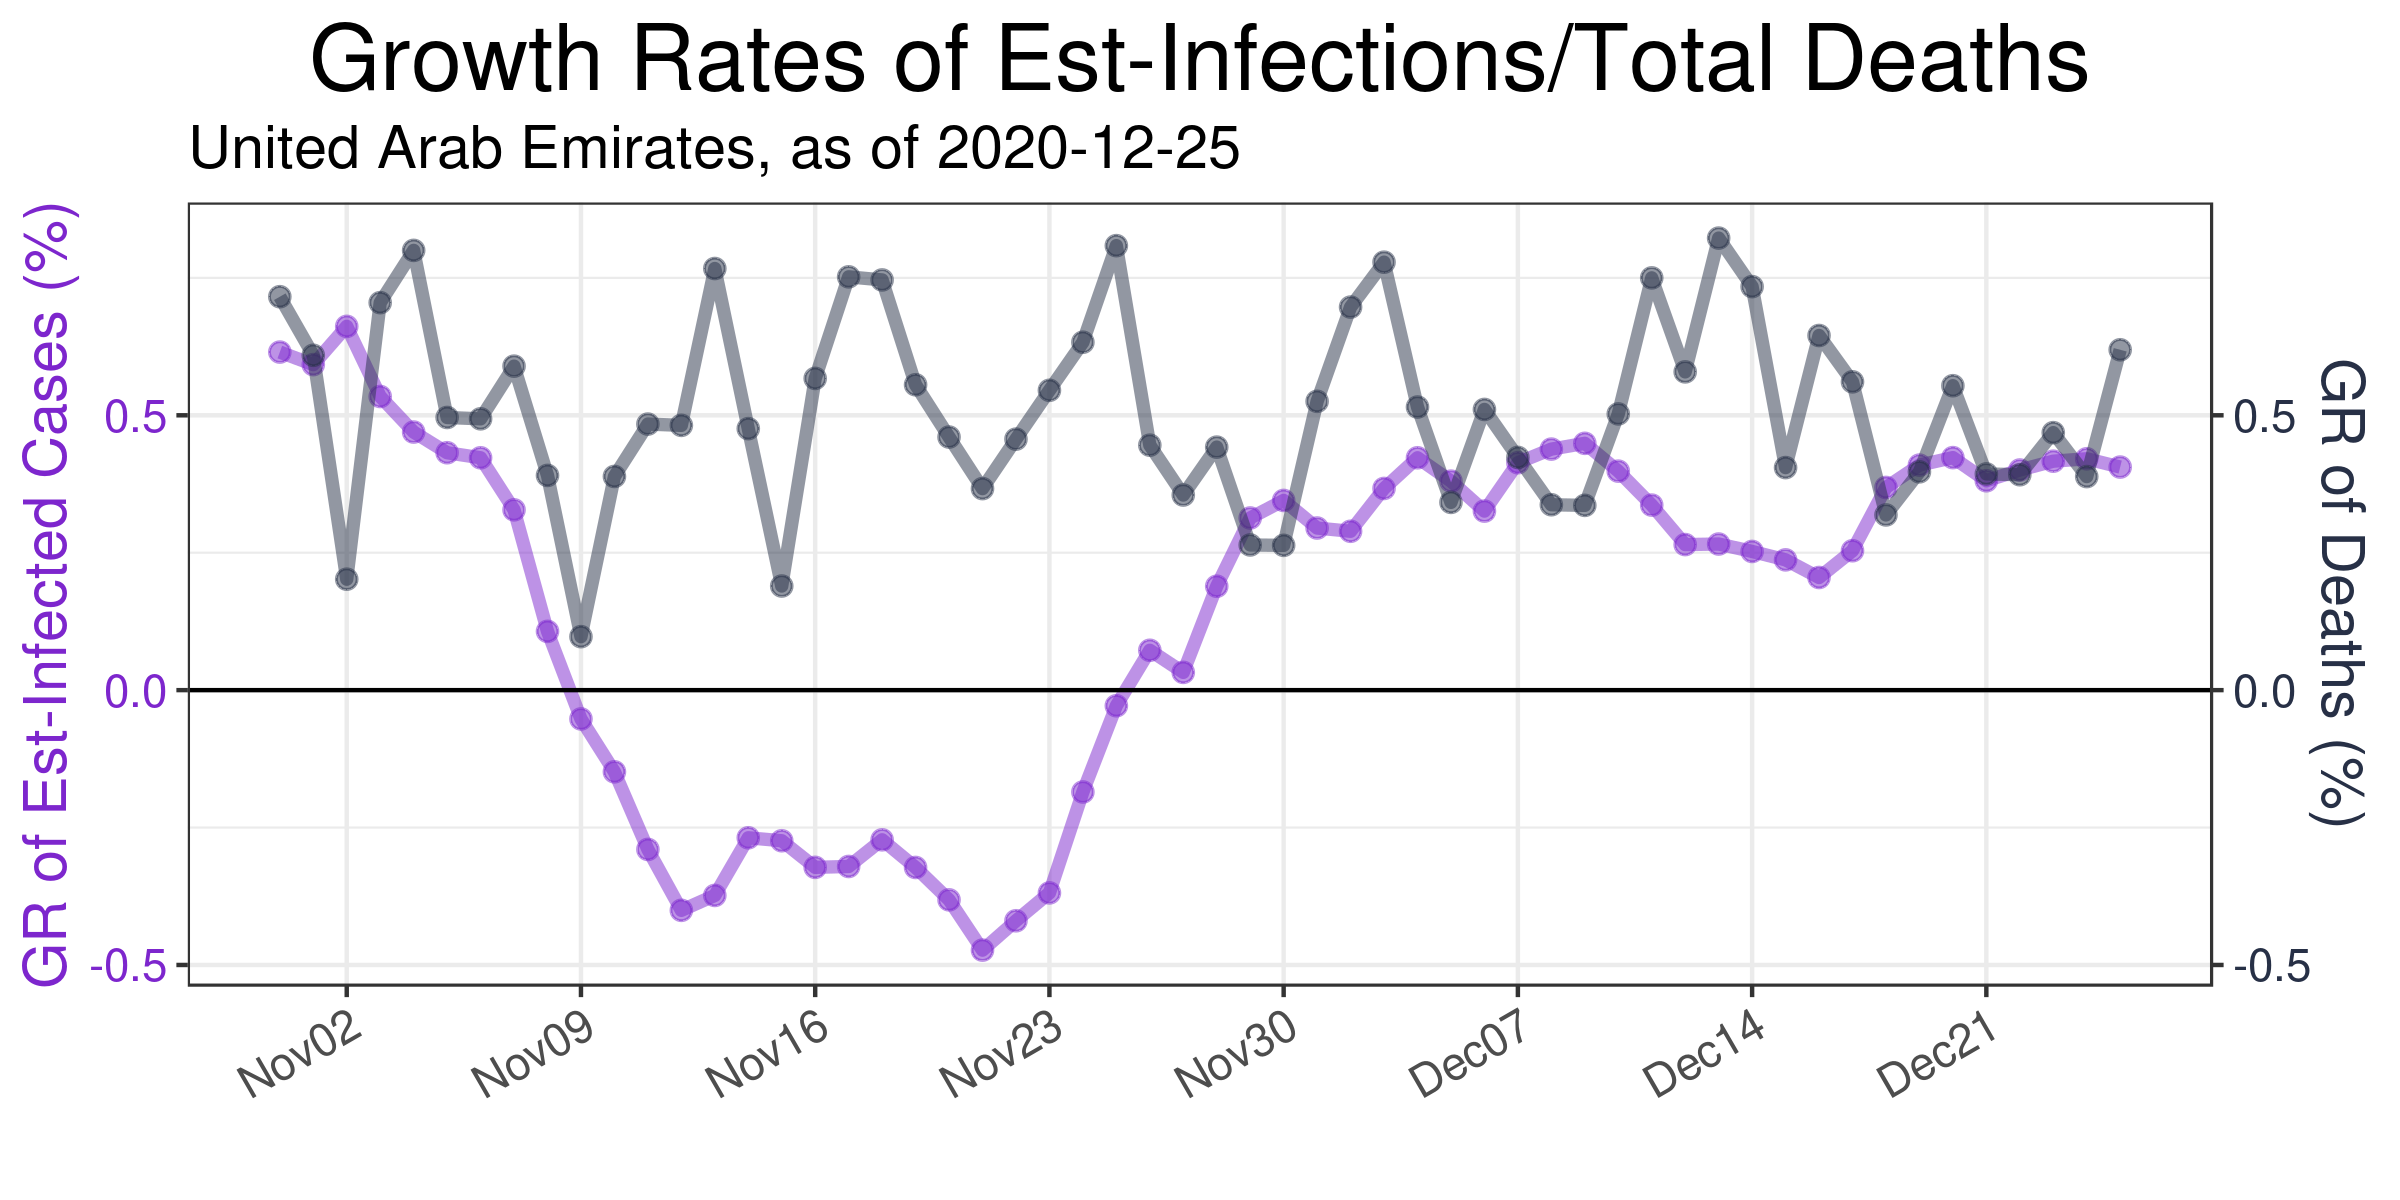 Growth Rates of Est-Infections/Total Deaths
United Arab Emirates, as of 2020-12-25
GR of Est-Infected Cases (%)
0.5
0.0
-0.5
0.5
0.0
-0.5
GR of Deaths (%)
Nov02
Nov09
Nov16
Nov23
Nov30
Dec07
Dec14
Dec21